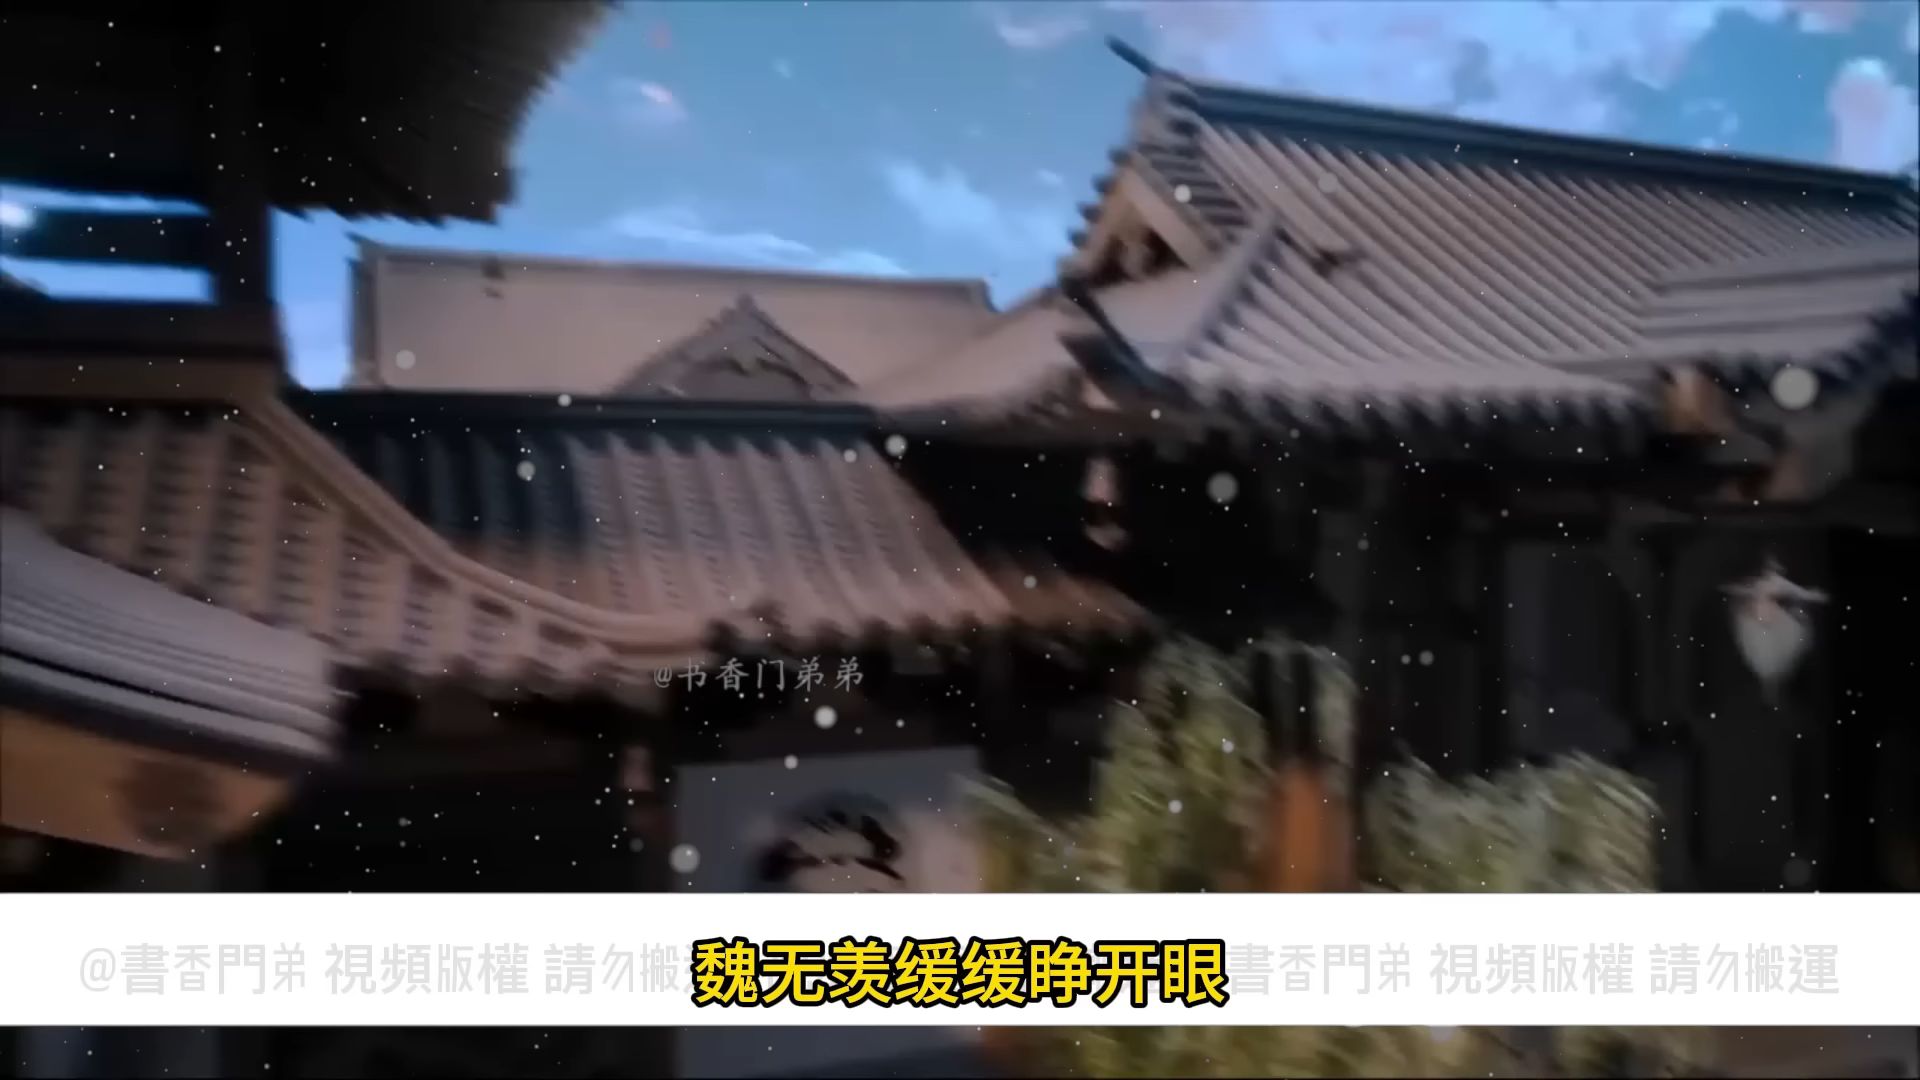 @书香门弟弟
@書香門弟 視頻版權 請勿搬
魏无羡缓缓睁开眼
書香門弟 視頻版權 請勿搬運